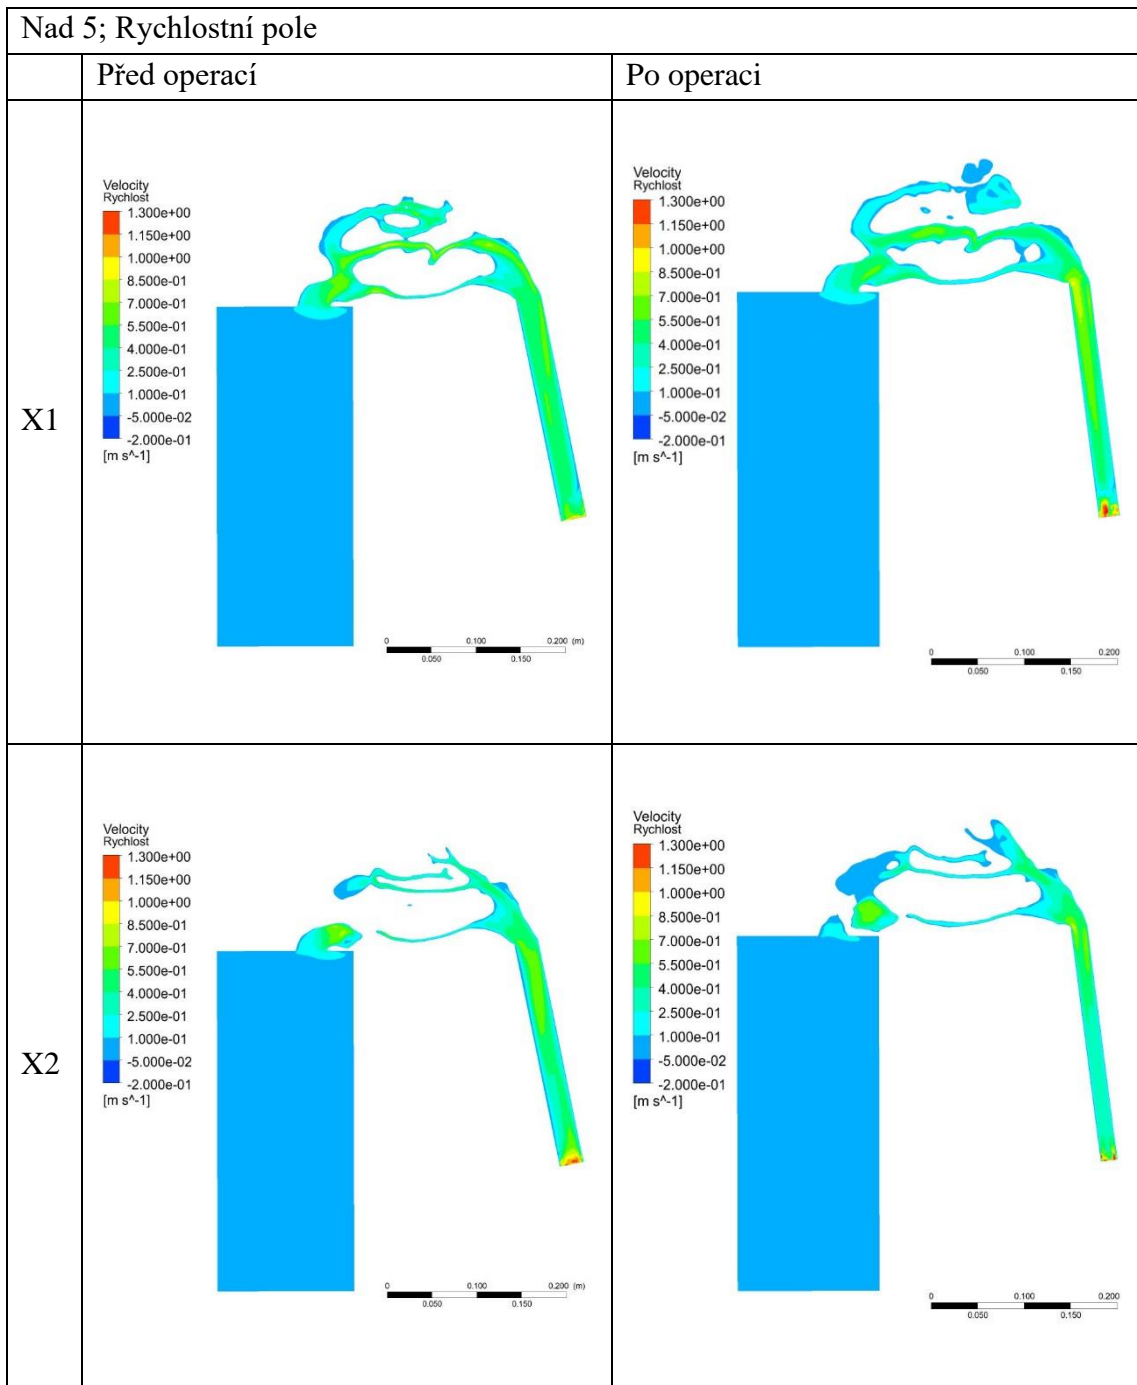 Nad 5; Rychlostní pole
Před operací
Po operaci
X1
Velocity
Rychlost
1.300e+00
1.150e+00
1.000e+00
8.500e-01
7.000e-01
5.500e-01
4.000e-01
2.500e-01
1.000e-01
-5.000e-02
-2.000e-01
[m s^-1]
0 0.100 0.200 (m)
0.050 0.150
Velocity
Rychlost
1.300e+00
1.150e+00
1.000e+00
8.500e-01
7.000e-01
5.500e-01
4.000e-01
2.500e-01
1.000e-01
-5.000e-02
-2.000e-01
[m s^-1]
0 0.100 0.200
0.050 0.150
X2
Velocity
Rychlost
1.300e+00
1.150e+00
1.000e+00
8.500e-01
7.000e-01
5.500e-01
4.000e-01
2.500e-01
1.000e-01
-5.000e-02
-2.000e-01
[m s^-1]
0 0.100 0.200 (m)
0.050 0.150
Velocity
Rychlost
1.300e+00
1.150e+00
1.000e+00
8.500e-01
7.000e-01
5.500e-01
4.000e-01
2.500e-01
1.000e-01
-5.000e-02
-2.000e-01
[m s^-1]
0 0.100 0.200
0.050 0.150